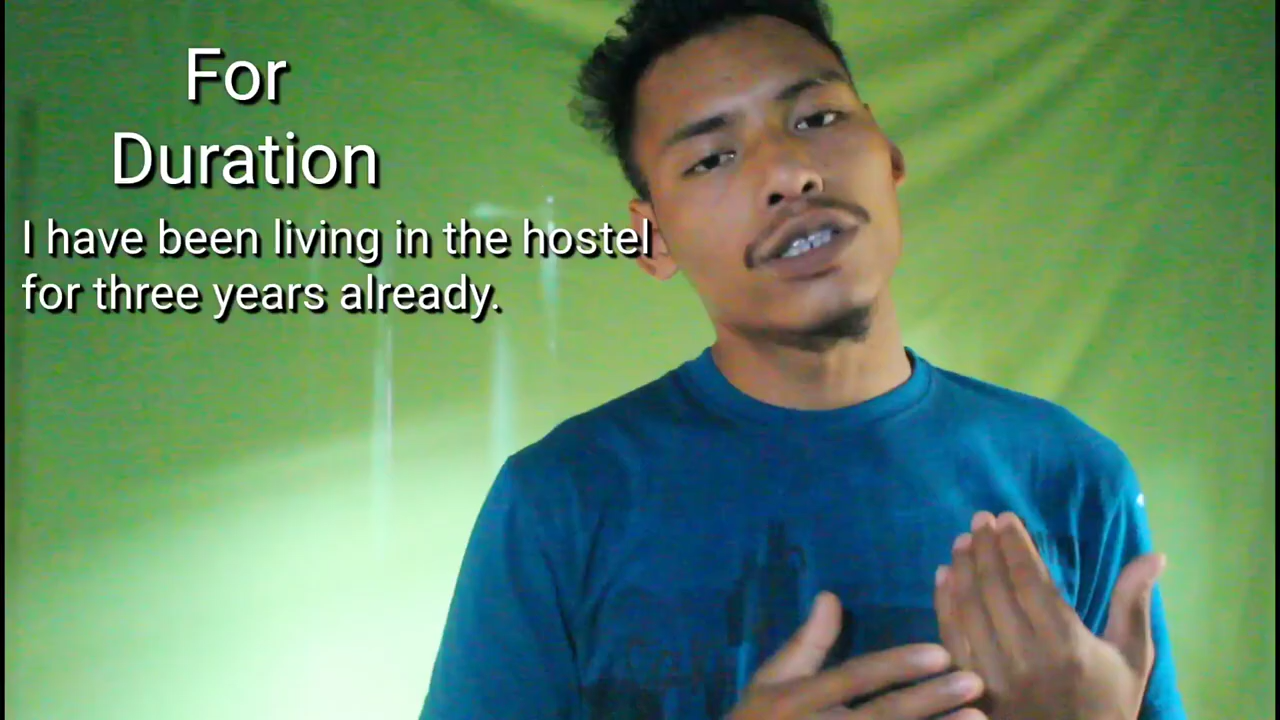 For
Duration
I have been living in the hostel
for three years already.